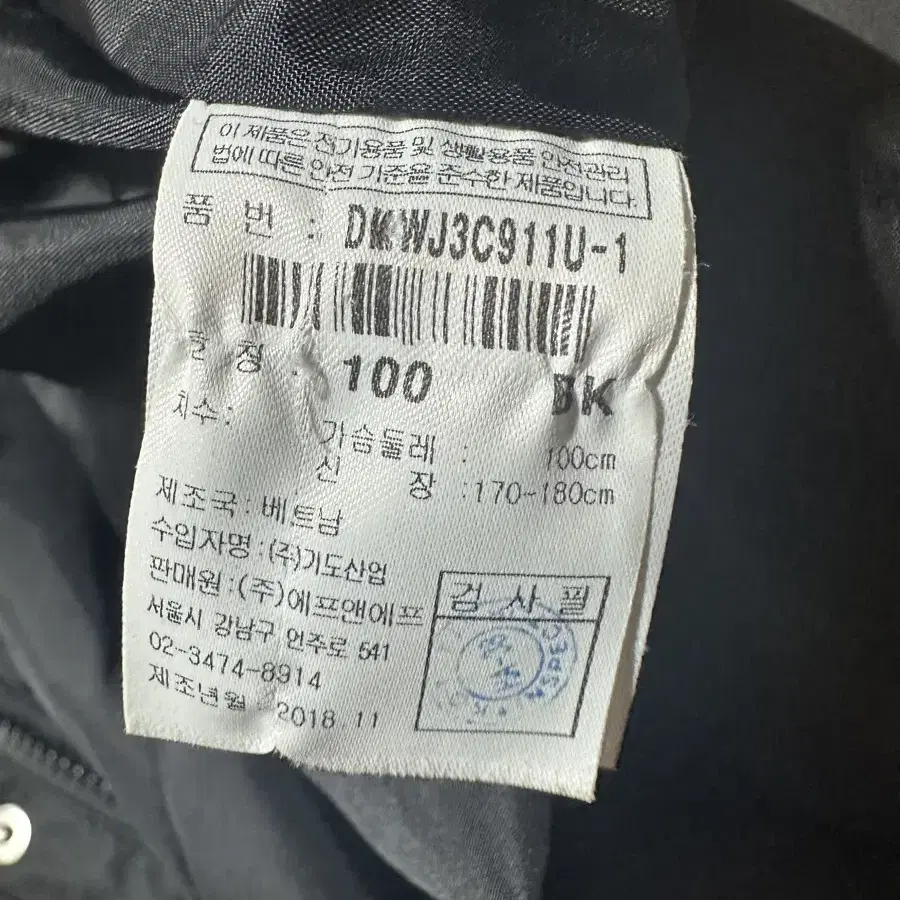 이 제품은 전기용품 및 생활용품 안전관리
법에 따른 안전 기준을 준수한 제품입니다.
품 번 : DKWJ3C911U-1
호 칭 : 100 BK
치수 : 가슴둘레 : 100cm
신 장 : 170-180cm
제조국 : 베트남
수입자명 : (주)기도산업
판매원 : (주)에프앤에프
서울시 강남구 언주로 541
02-3474-8914
제조년월 2018.11
검 사 필